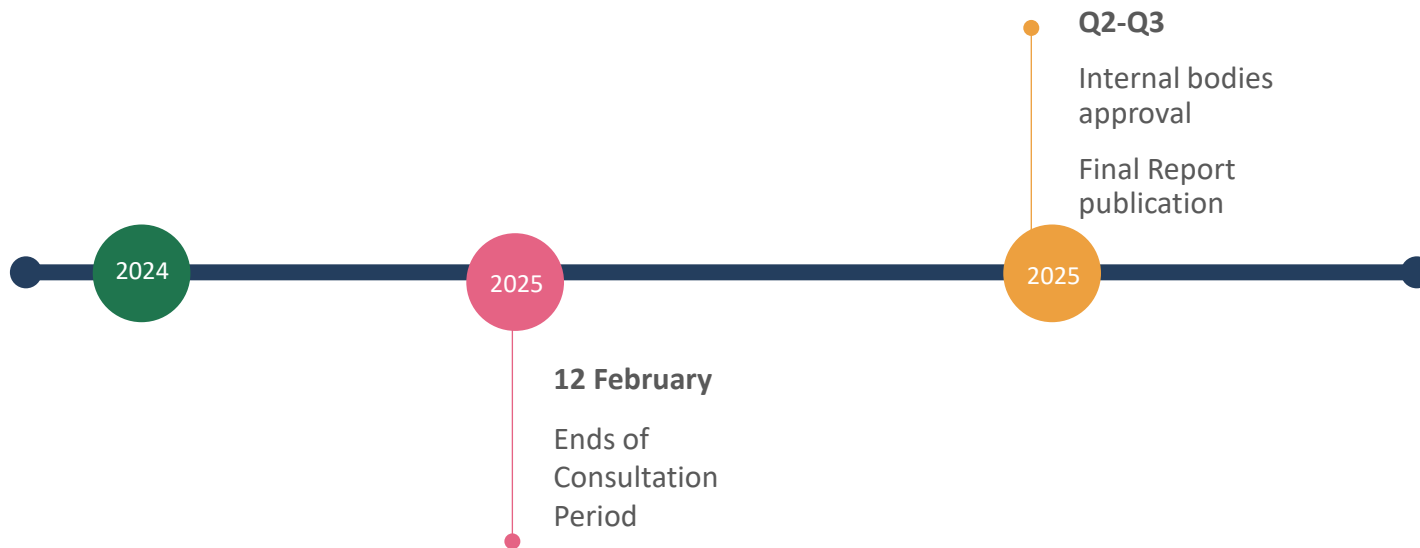 Q2-Q3
Internal bodies
approval
Final Report
publication
2024
2025
2025
12 February
Ends of
Consultation
Period